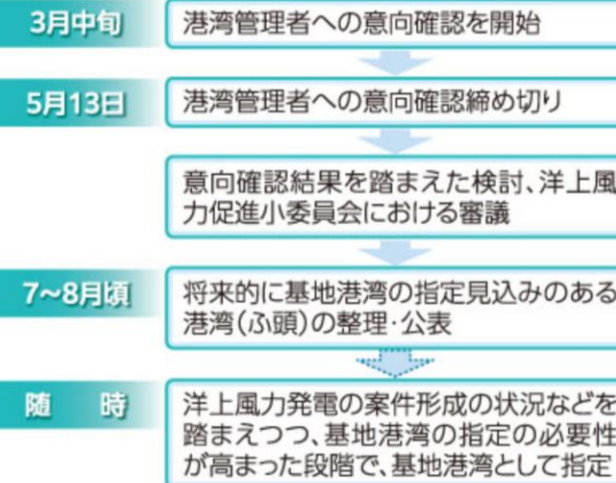 3月中旬
港湾管理者への意向確認を開始
5月13日
港湾管理者への意向確認締め切り
意向確認結果を踏まえた検討、洋上風
力促進小委員会における審議
7～8月頃
将来的に基地港湾の指定見込みのある
港湾(ふ頭)の整理・公表
随　時
洋上風力発電の案件形成の状況などを
踏まえつつ、基地港湾の指定の必要性
が高まった段階で、基地港湾として指定